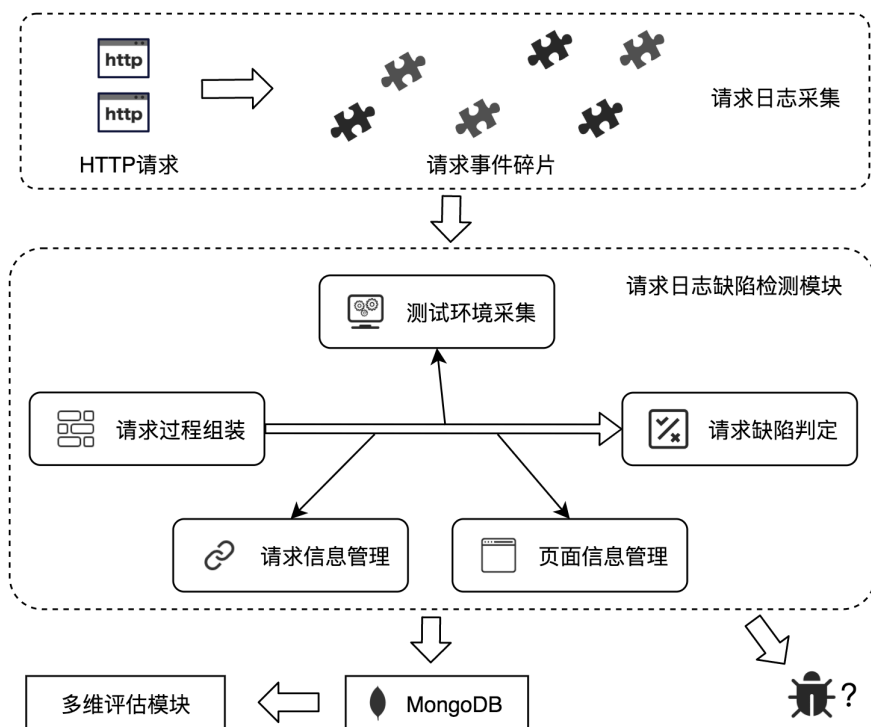 http
http
HTTP请求
请求事件碎片
请求日志采集
请求日志缺陷检测模块
测试环境采集
请求过程组装
请求缺陷判定
请求信息管理
页面信息管理
多维评估模块
MongoDB
?